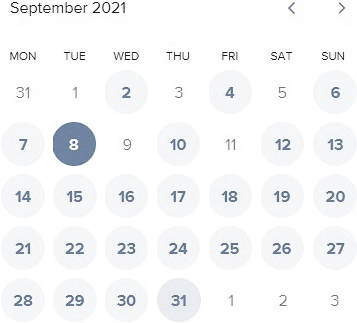 September 2021
MON TUE WED THU FRI SAT SUN
31 1 2 3 4 5 6
7 8 9 10 11 12 13
14 15 16 17 18 19 20
21 22 23 24 25 26 27
28 29 30 31 1 2 3